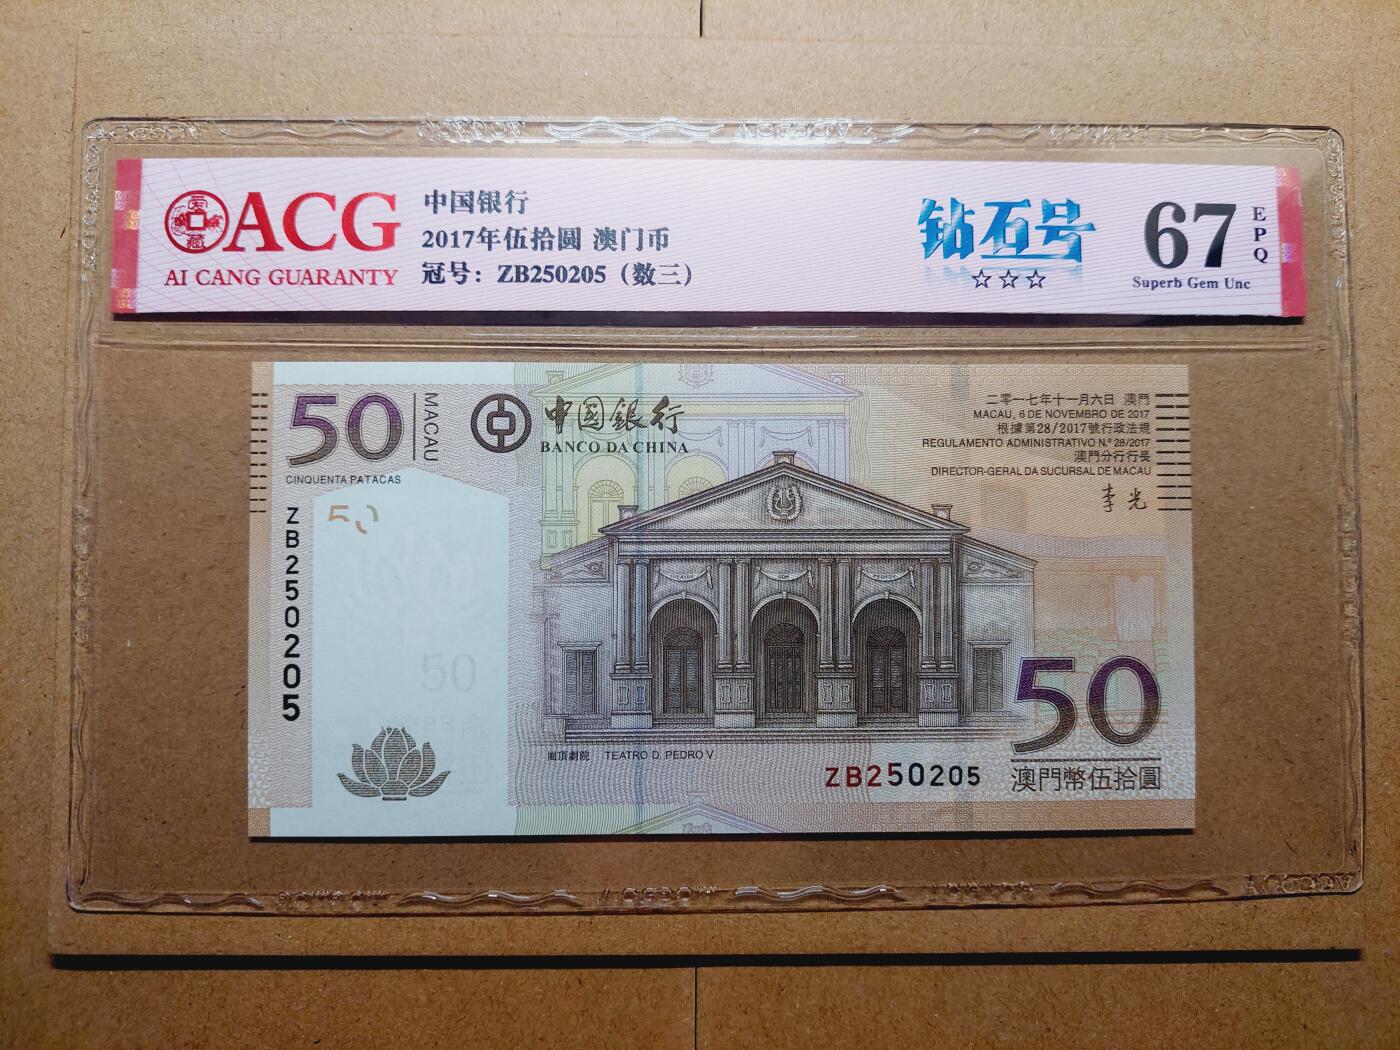 ACG
AI CANG GUARANTY
中国银行
2017年伍拾圆 澳门币
冠号：ZB250205（数三）
钻石号
☆☆☆
67
EPQ
Superb Gem Unc
50
MACAU
CINQUENTA PATACAS
中國銀行
BANCO DA CHINA
二零一七年十一月六日 澳門
MACAU, 6 DE NOVEMBRO DE 2017
根據第28/2017號行政法規
REGULAMENTO ADMINISTRATIVO N.º 28/2017
澳門分行行長
DIRECTOR-GERAL DA SUCURSAL DE MACAU
李光
ZB250205
50
50
崗頂劇院 TEATRO D. PEDRO V
ZB250205
50
澳門幣伍拾圓